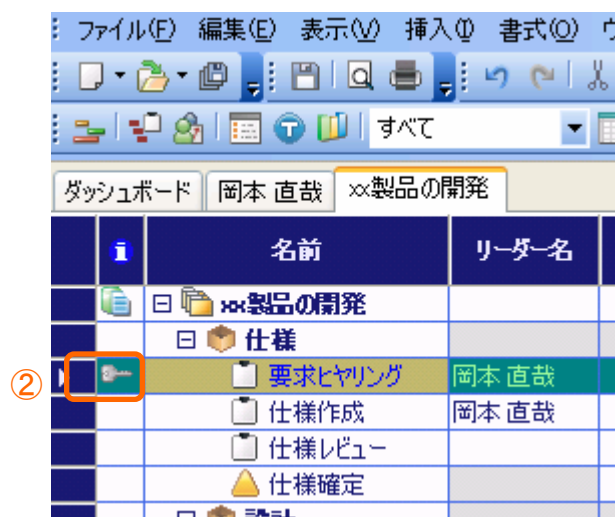 ファイル(F) 編集(E) 表示(V) 挿入(I) 書式(O)
すべて
ダッシュボード 岡本 直哉 xx製品の開発
i 名前 リーダー名
xx製品の開発
仕様
② 要求ヒヤリング 岡本 直哉
仕様作成 岡本 直哉
仕様レビュー
仕様確定
設計